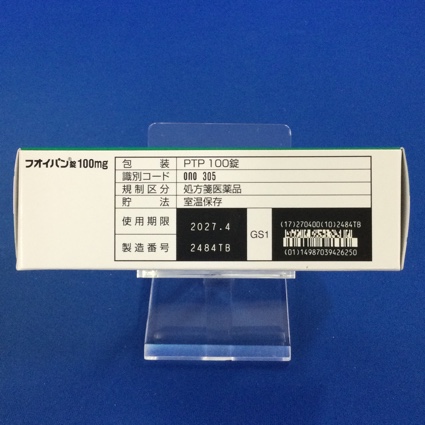 フオイパン®錠100mg
包装 PTP 100錠
識別コード ono 305
規制区分 処方箋医薬品
貯法 室温保存
使用期限 2027.4
製造番号 2484TB
GS1
(17)270400(10)2484TB
(01)14987039426250